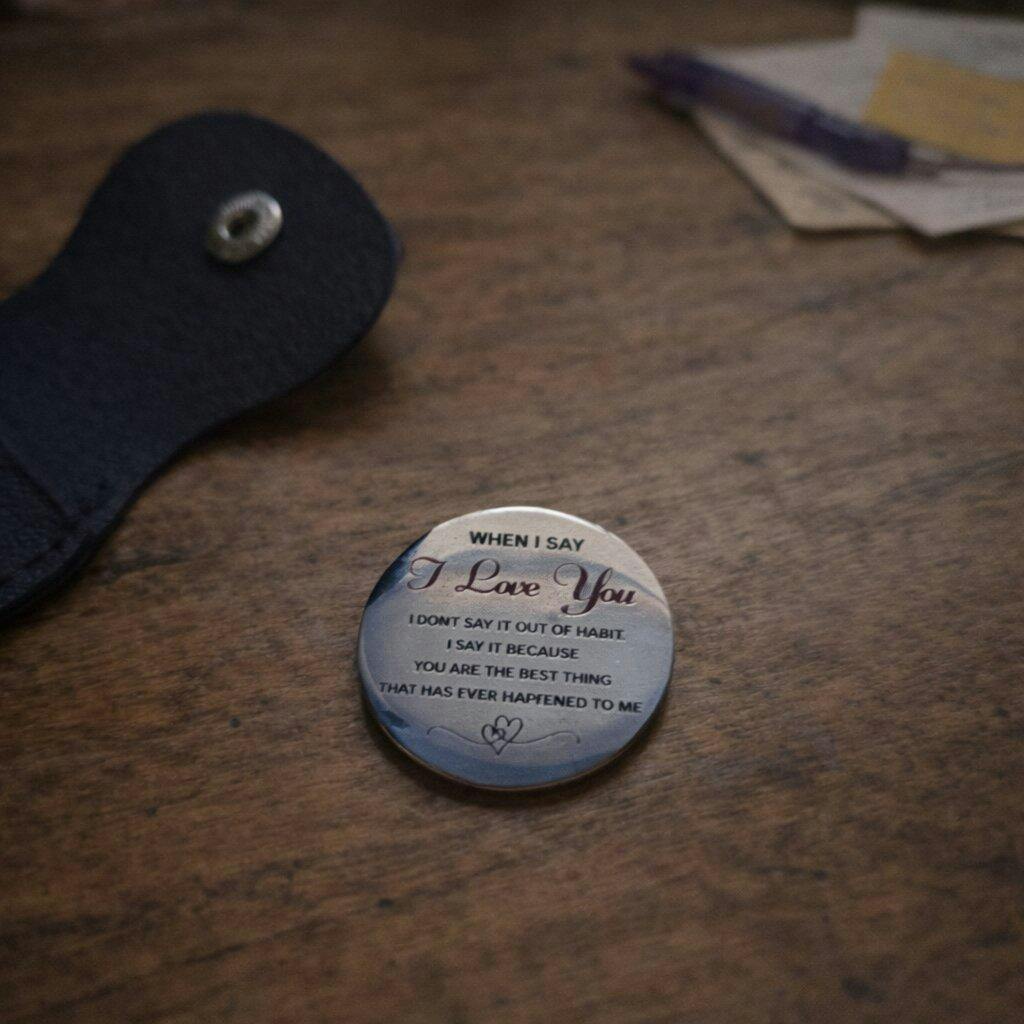 WHEN I SAY
I Love You
I DONT SAY IT OUT OF HABIT.
I SAY IT BECAUSE
YOU ARE THE BEST THING
THAT HAS EVER HAPPENED TO ME